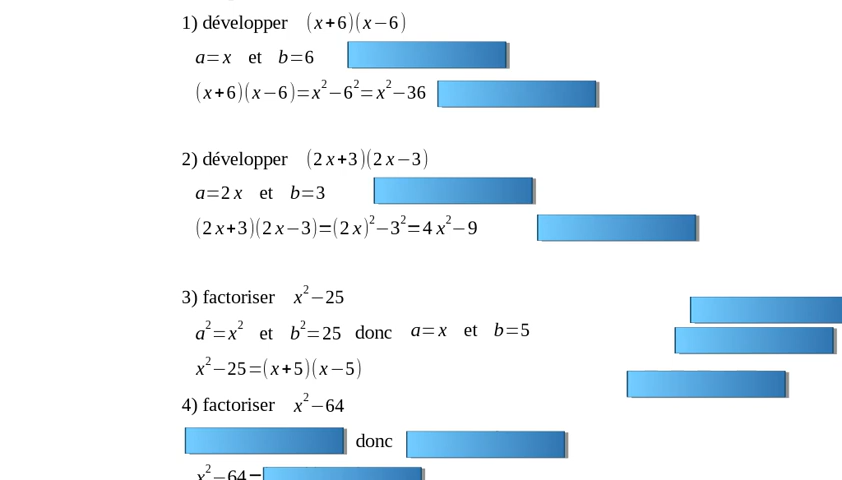 1) développer (x+6)(x−6)
a=x et b=6
(x+6)(x−6)=x²−6²=x²−36
2) développer (2x+3)(2x−3)
a=2x et b=3
(2x+3)(2x−3)=(2x)²−3²=4x²−9
3) factoriser x²−25
a²=x² et b²=25 donc a=x et b=5
x²−25=(x+5)(x−5)
4) factoriser x²−64
donc
x²−64=